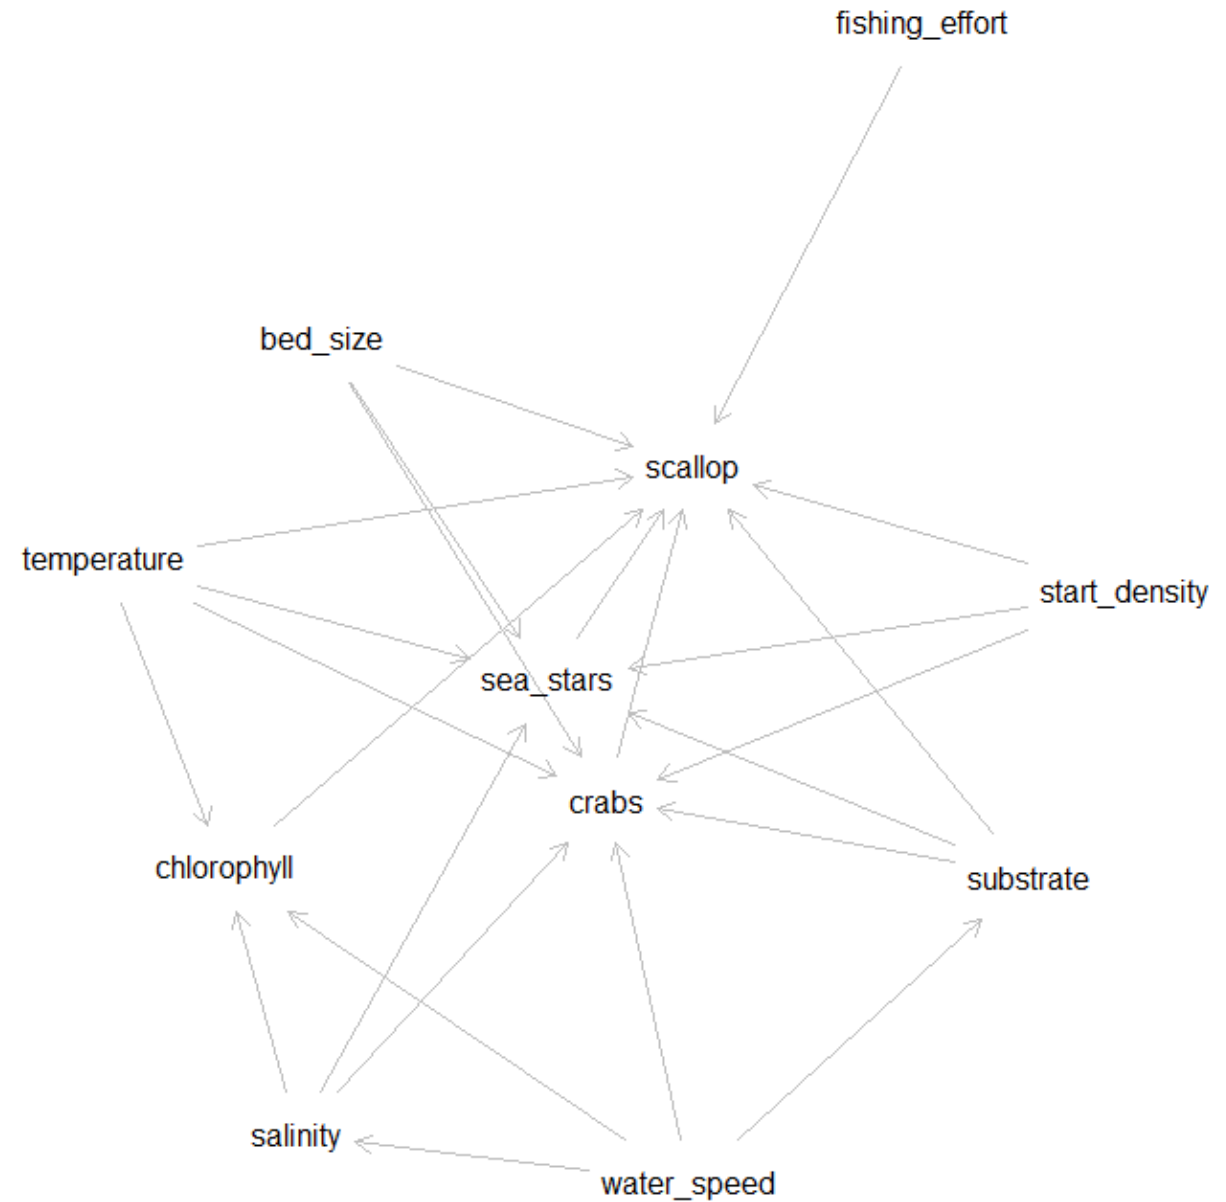 fishing_effort
bed_size
scallop
temperature
start_density
sea_stars
crabs
chlorophyll
substrate
salinity
water_speed